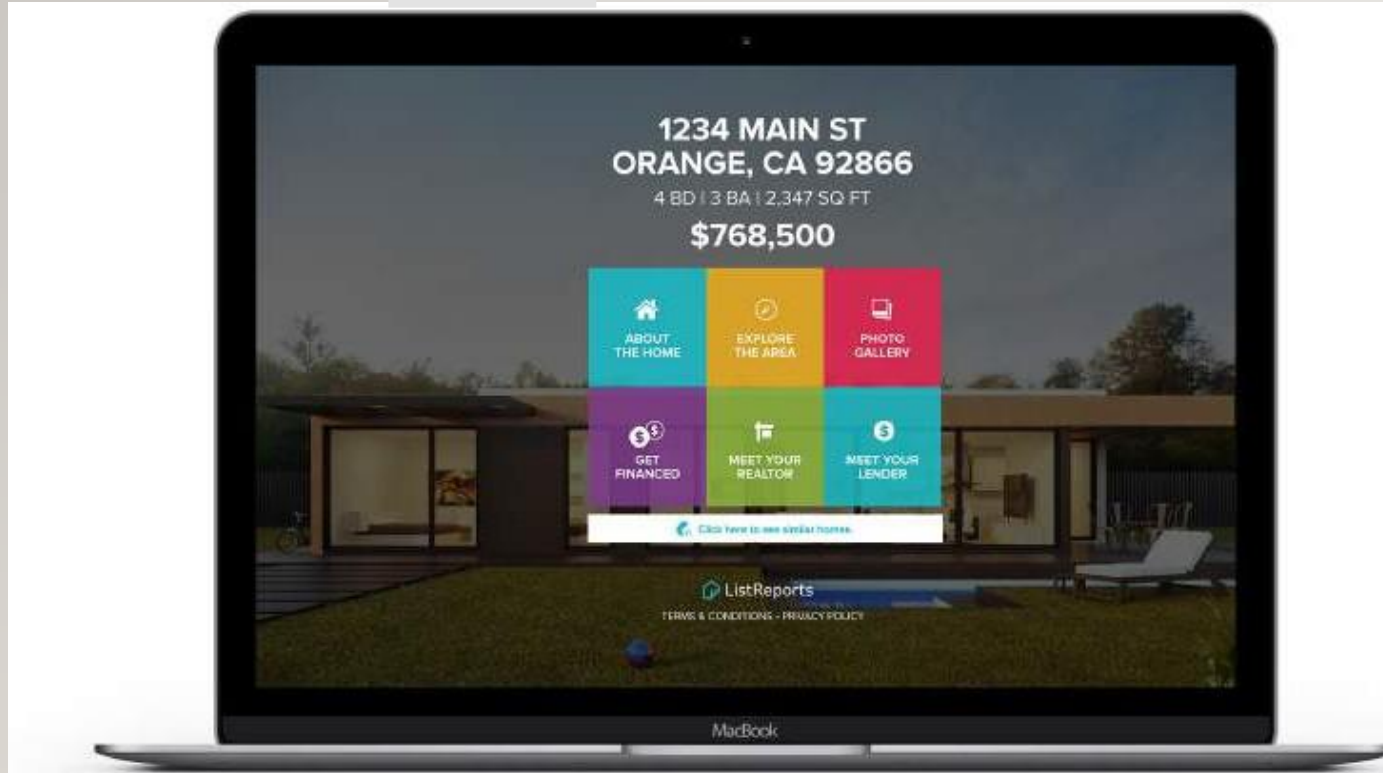 1234 MAIN ST
ORANGE, CA 92866
4 BD | 3 BA | 2,347 SQ FT
$768,500
ABOUT
THE HOME
EXPLORE
THE AREA
PHOTO
GALLERY
GET
FINANCED
MEET YOUR
REALTOR
MEET YOUR
LENDER
Click here to see similar homes.
ListReports
TERMS & CONDITIONS - PRIVACY POLICY
MacBook